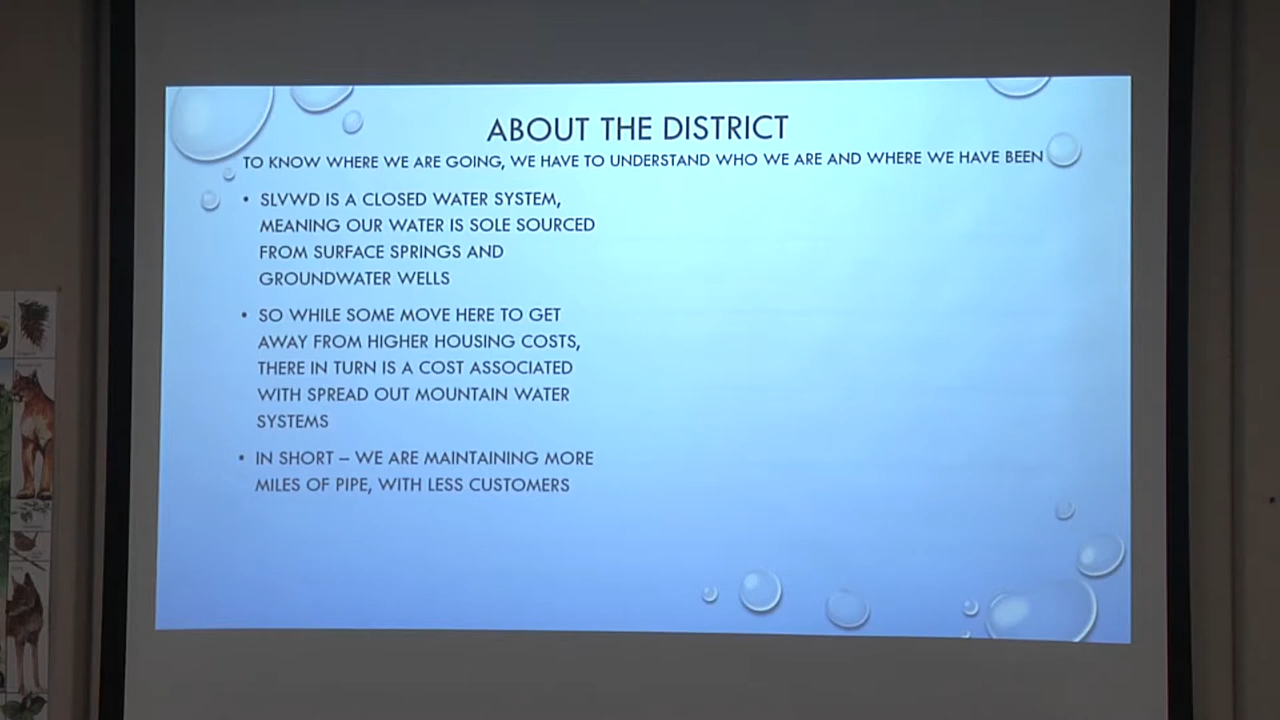 ABOUT THE DISTRICT
TO KNOW WHERE WE ARE GOING, WE HAVE TO UNDERSTAND WHO WE ARE AND WHERE WE HAVE BEEN
• SLVWD IS A CLOSED WATER SYSTEM,
MEANING OUR WATER IS SOLE SOURCED
FROM SURFACE SPRINGS AND
GROUNDWATER WELLS
• SO WHILE SOME MOVE HERE TO GET
AWAY FROM HIGHER HOUSING COSTS,
THERE IN TURN IS A COST ASSOCIATED
WITH SPREAD OUT MOUNTAIN WATER
SYSTEMS
• IN SHORT – WE ARE MAINTAINING MORE
MILES OF PIPE, WITH LESS CUSTOMERS